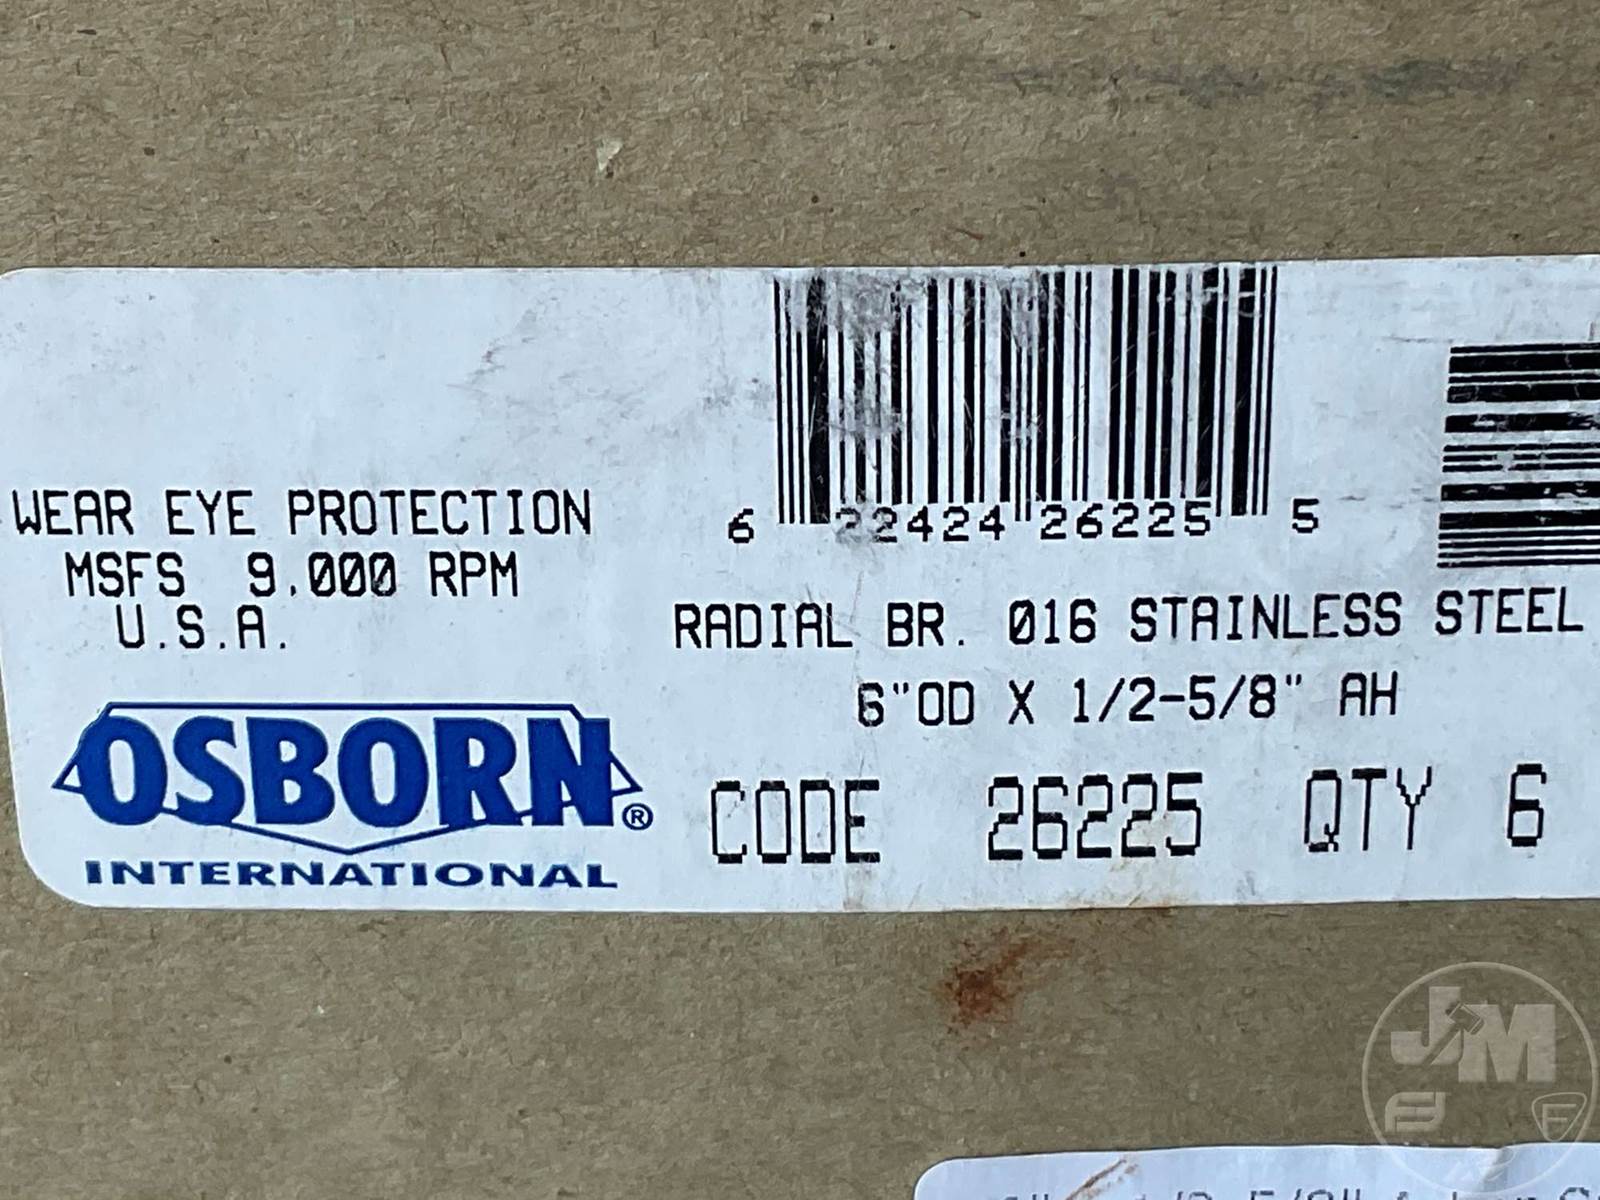 WEAR EYE PROTECTION
MSFS 9.000 RPM
U.S.A.
OSBORN®
INTERNATIONAL
6 22424 26225 5
RADIAL BR. 016 STAINLESS STEEL
6"OD X 1/2-5/8" AH
CODE 26225 QTY 6
JM